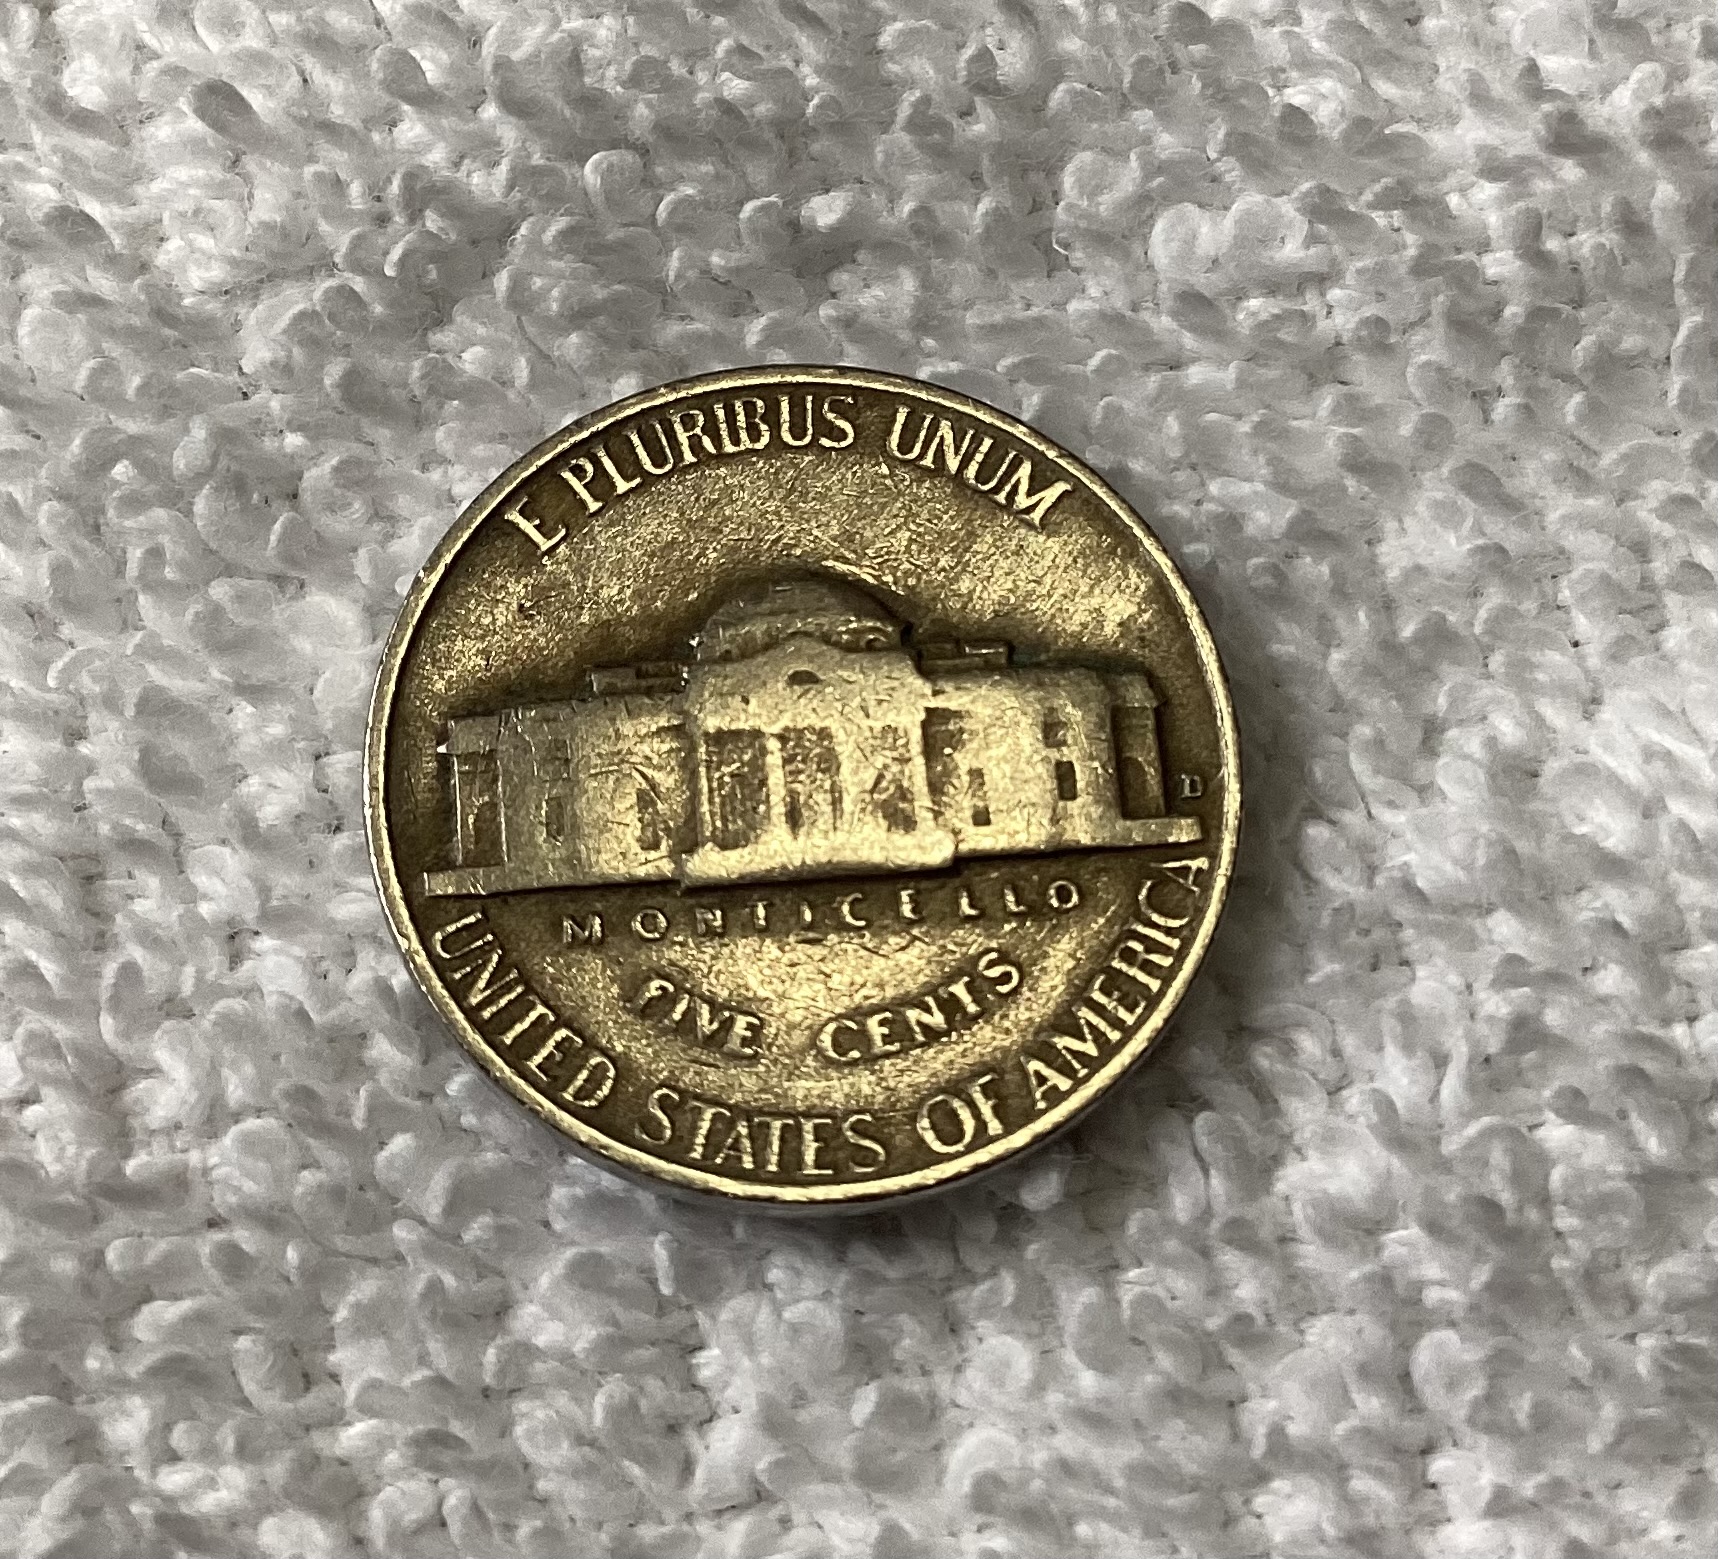 E PLURIBUS UNUM
D
MONTICELLO
FIVE CENTS
UNITED STATES OF AMERICA